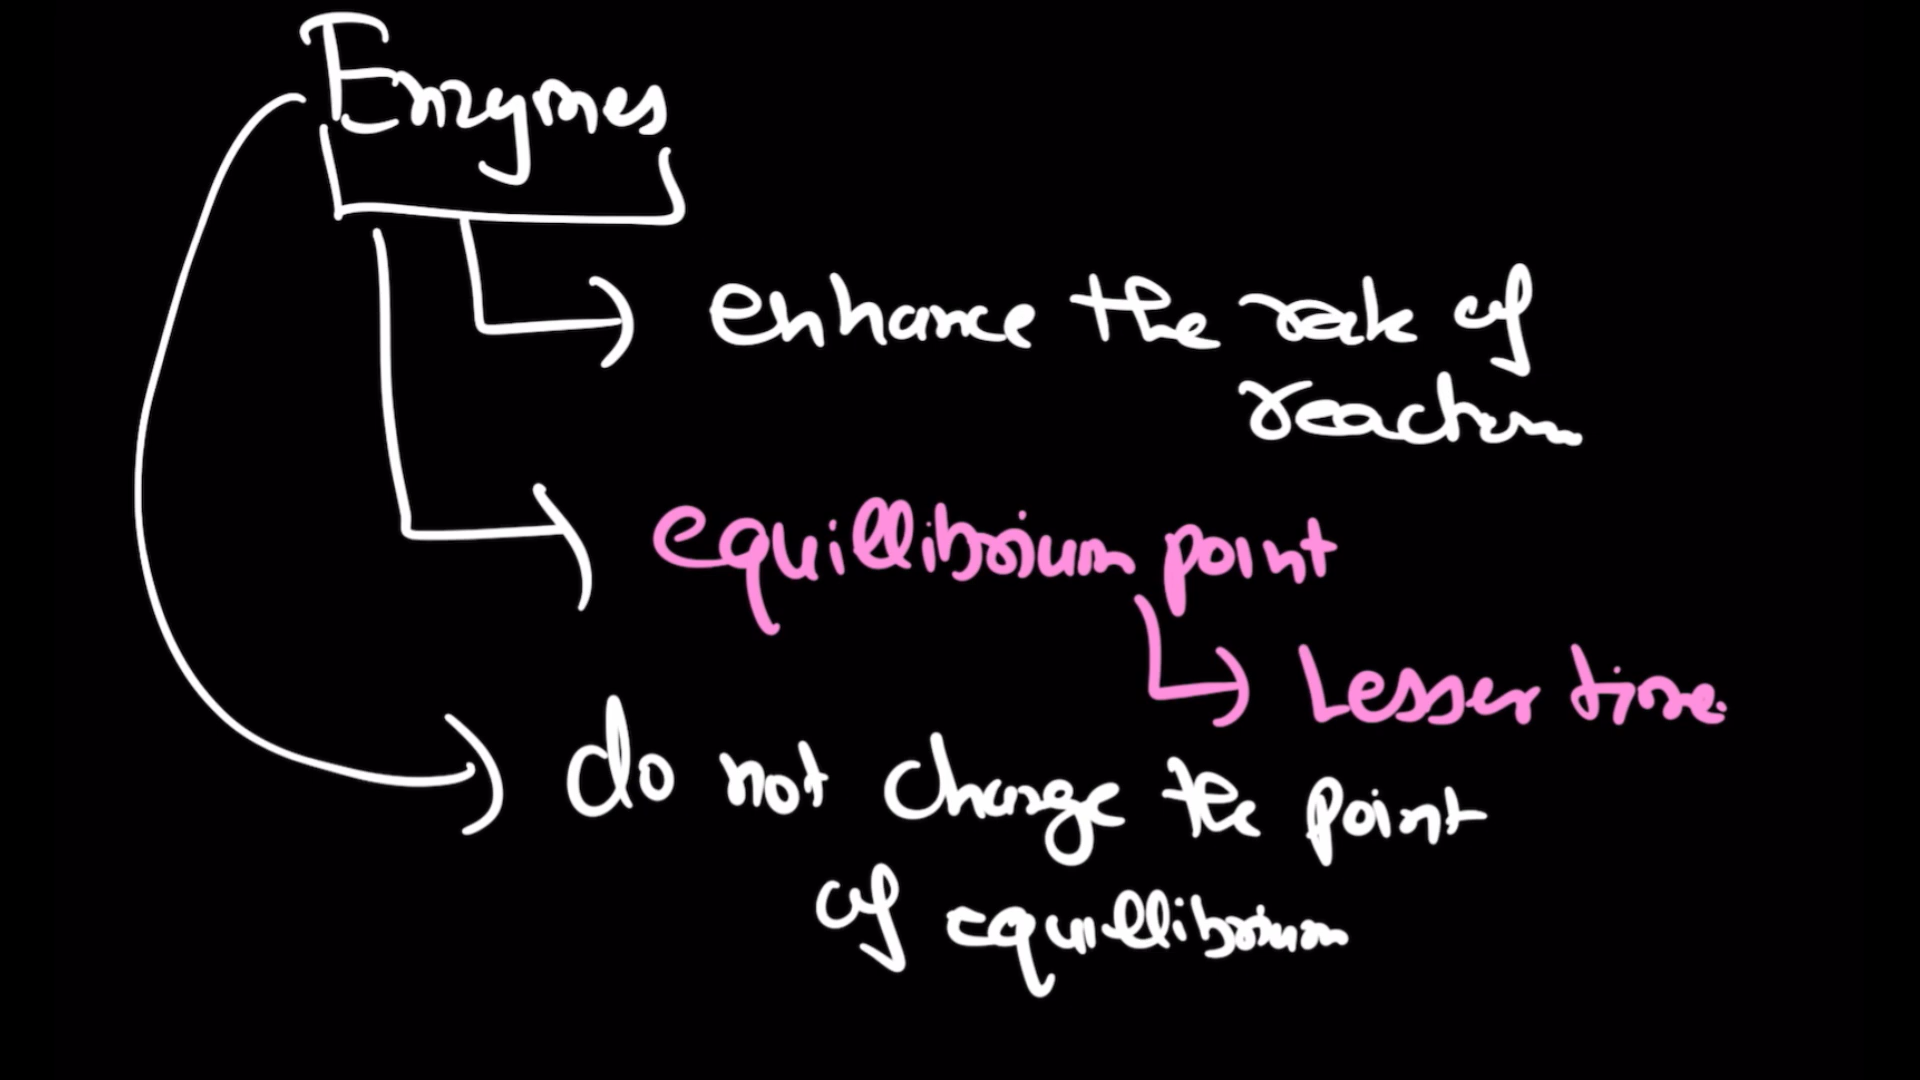 Enzymes
enhance the rate of
reaction
equillibrium point
Lesser time.
do not change the point
of equillibrium